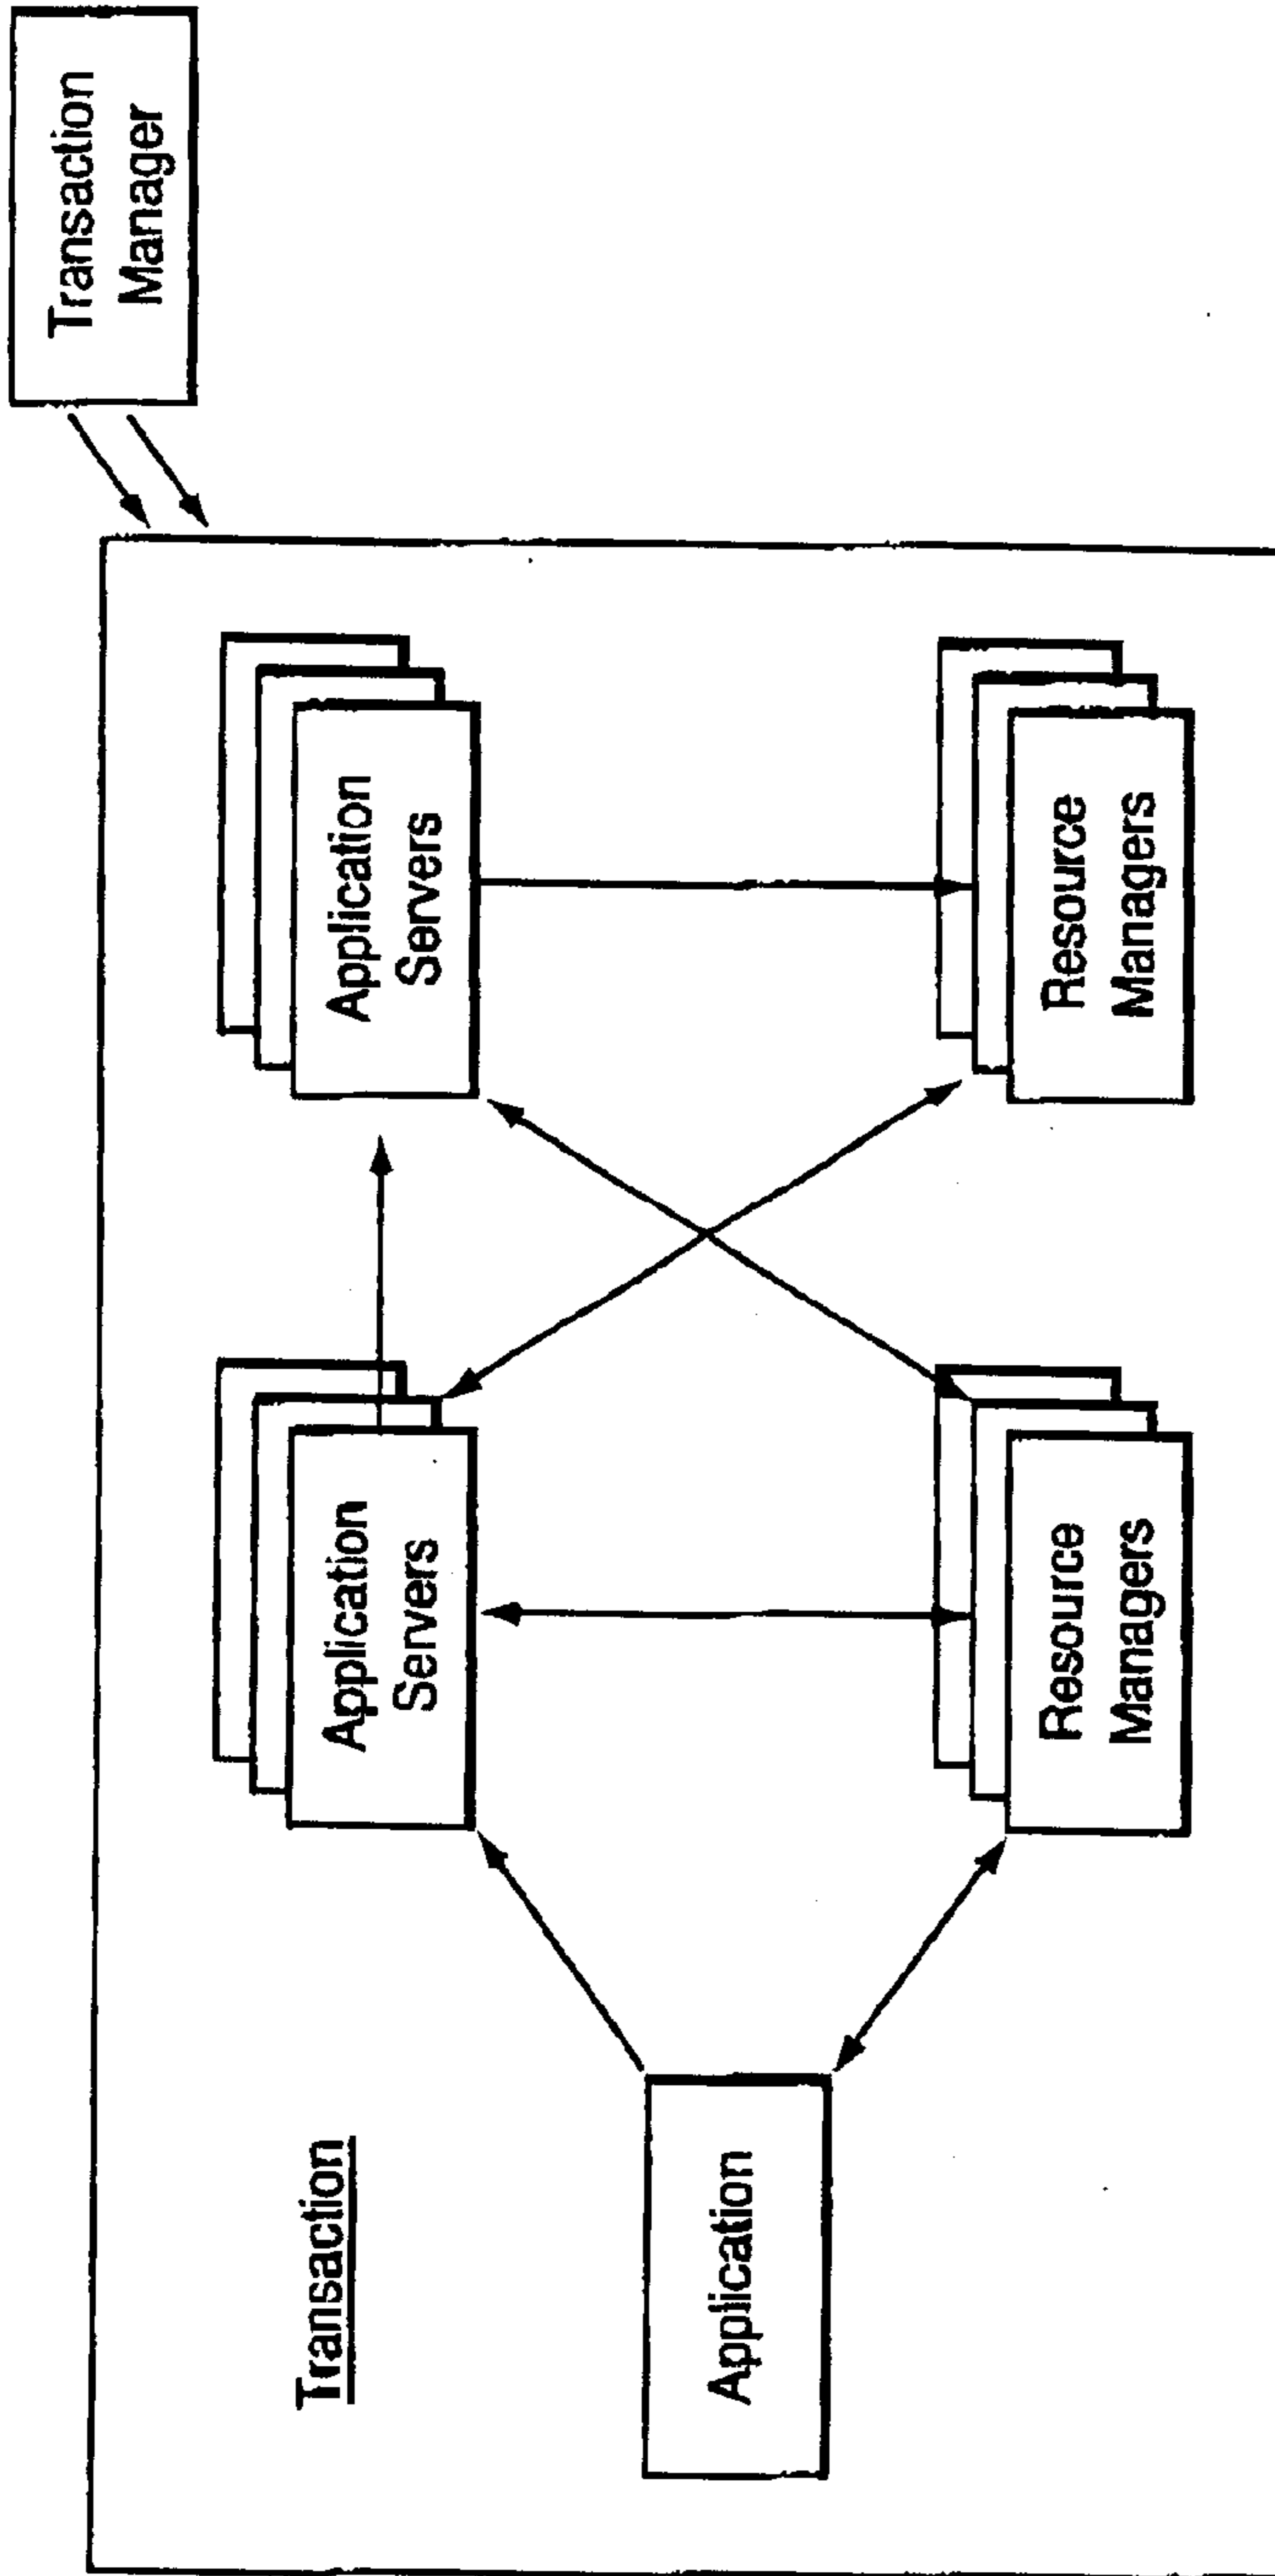 Transaction
Manager
Transaction
Application
Servers
Application
Servers
Application
Resource
Managers
Resource
Managers